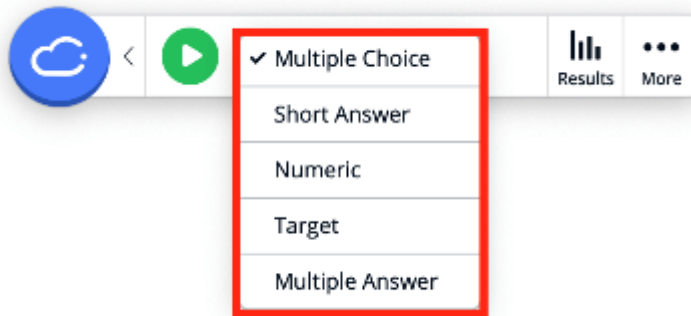 Multiple Choice
Short Answer
Numeric
Target
Multiple Answer
Results
More